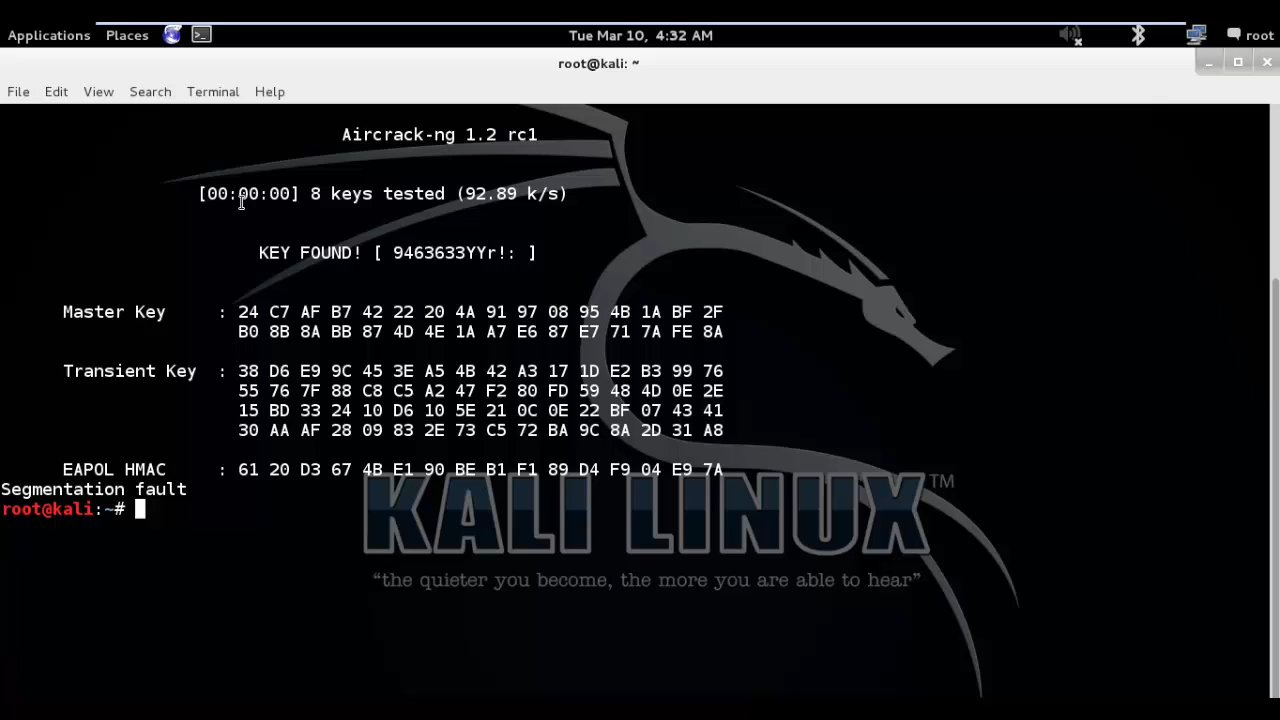 Applications Places Tue Mar 10, 4:32 AM root
root@kali: ~
File Edit View Search Terminal Help
Aircrack-ng 1.2 rc1
[00:00:00] 8 keys tested (92.89 k/s)
KEY FOUND! [ 9463633YYr!: ]
Master Key : 24 C7 AF B7 42 22 20 4A 91 97 08 95 4B 1A BF 2F
B0 8B 8A BB 87 4D 4E 1A A7 E6 87 E7 71 7A FE 8A
Transient Key : 38 D6 E9 9C 45 3E A5 4B 42 A3 17 1D E2 B3 99 76
55 76 7F 88 C8 C5 A2 47 F2 80 FD 59 48 4D 0E 2E
15 BD 33 24 10 D6 10 5E 21 0C 0E 22 BF 07 43 41
30 AA AF 28 09 83 2E 73 C5 72 BA 9C 8A 2D 31 A8
EAPOL HMAC : 61 20 D3 67 4B E1 90 BE B1 F1 89 D4 F9 04 E9 7A
Segmentation fault
root@kali:~#
KALI LINUX™
“the quieter you become, the more you are able to hear”